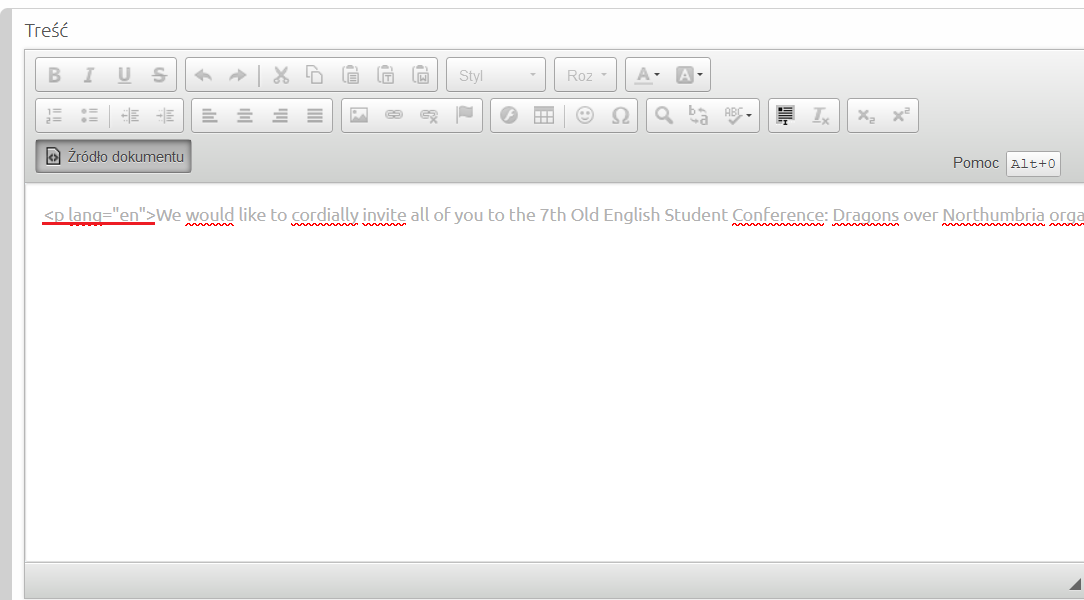 Treść
B I U S Styl Roz A A
ABC
Źródło dokumentu Pomoc Alt+0
<p lang="en">We would like to cordially invite all of you to the 7th Old English Student Conference: Dragons over Northumbria orga